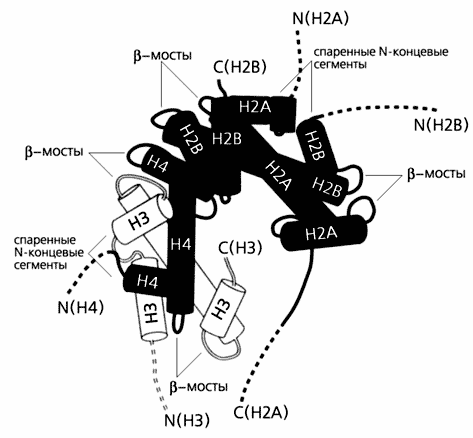 N(H2A)
β–мосты
спаренные N-концевые
сегменты
C(H2B)
H2A
N(H2B)
H2B
H2B
H2B
β–мосты
H4
H2A
H2B
β–мосты
H3
H4
H2A
спаренные
N-концевые
сегменты
C(H3)
N(H4)
H4
H3
H3
β–мосты
N(H3)
C(H2A)